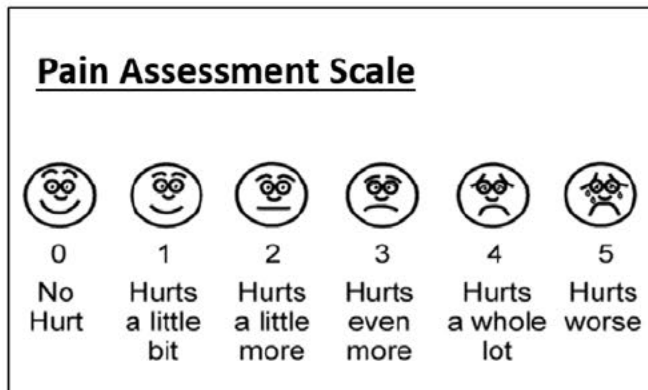 Pain Assessment Scale
0 1 2 3 4 5
No Hurts Hurts Hurts Hurts Hurts
Hurt a little a little even a whole worse
bit more more lot